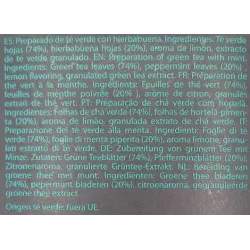 ES: Preparado de té verde con hierbabuena. Ingredientes: Té verde
hojas (74%), hierbabuena hojas (20%), aroma de limón, extracto
de té verde granulado. EN: Preparation of green tea with mint.
Ingredients: Green tea leaves (74%), peppermint leaves (20%)
lemon flavoring, granulated green tea extract. FR: Préparation de
thé vert à la menthe. Ingrédients: Feuilles de thé vert (74%),
feuilles de menthe poivrée (20%), arôme de citron, granules
extrait de thé vert. PT: Preparação de chá verde com hortelã
Ingredientes: Folhas de chá verde (74%), folhas de hortelã-pimenta
(20%), aroma de limão, extrato granulado de chá verde. IT
Preparazione del tè verde alla menta. Ingredienti: Foglie di tè
verde (74%), foglie di menta piperita (20%), aroma limone,
estratto di tè verde. DE: Zubereitung von grünem Tee mit
Minze. Zutaten: Grüne Teeblätter (74%), Pfefferminzblätter (20%),
Zitronenaroma, granuliertes Grüntee-Extrakt. NL: Bereiding van
groene thee met munt. Ingrediënten: Groene thee bladeren
(74%), pepermunt bladeren (20%), citroenaroma, gegranuleerde
groene thee extract.
Origen té verde: fuera UE.